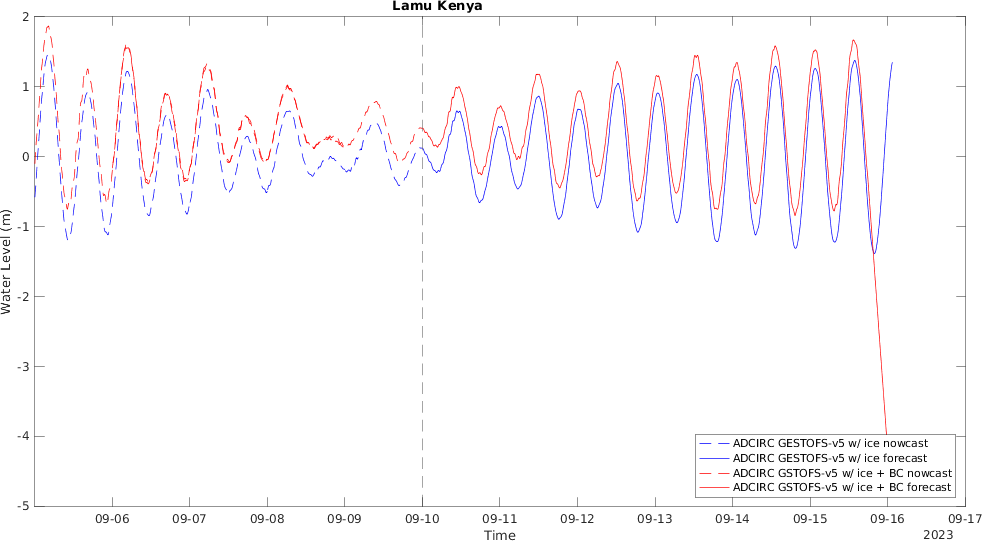 Lamu Kenya
2
1
0
-1
-2
-3
-4
-5
Water Level (m)
ADCIRC GESTOFS-v5 w/ ice nowcast
ADCIRC GESTOFS-v5 w/ ice forecast
ADCIRC GSTOFS-v5 w/ ice + BC nowcast
ADCIRC GSTOFS-v5 w/ ice + BC forecast
09-06 09-07 09-08 09-09 09-10 09-11 09-12 09-13 09-14 09-15 09-16 09-17
Time
2023